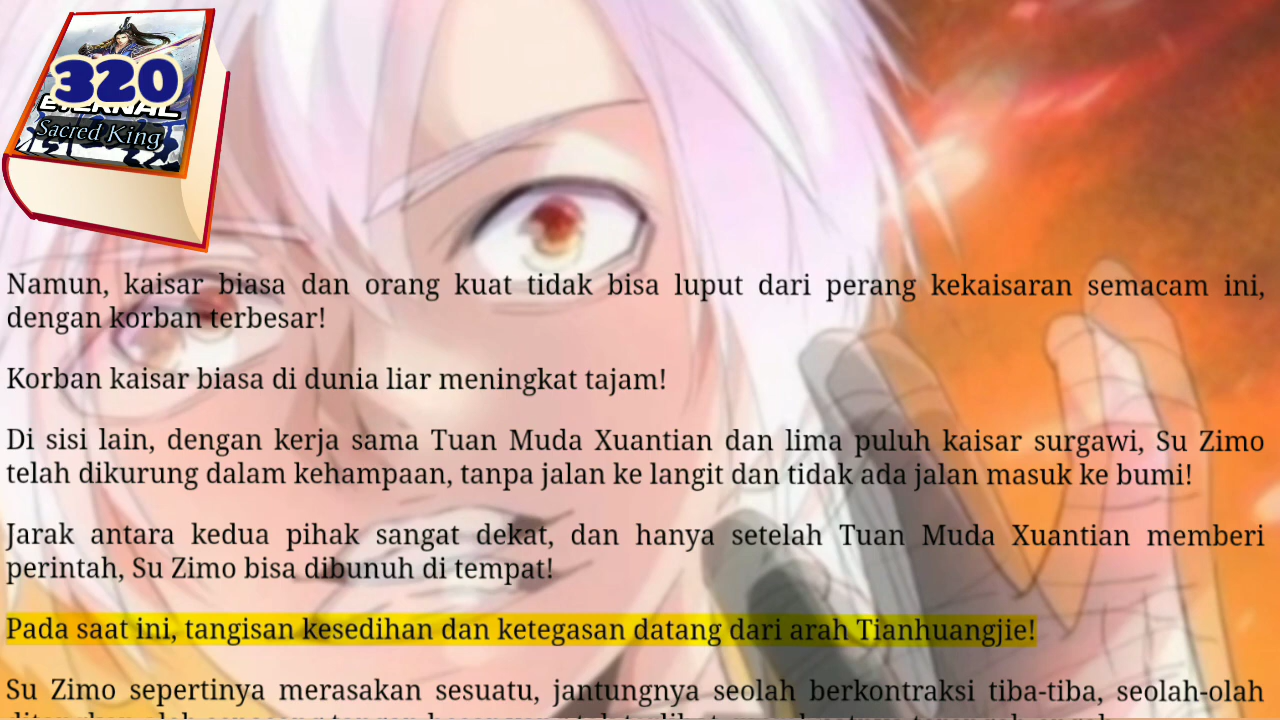 320
ETERNAL
Sacred King
Namun, kaisar biasa dan orang kuat tidak bisa luput dari perang kekaisaran semacam ini,
dengan korban terbesar!
Korban kaisar biasa di dunia liar meningkat tajam!
Di sisi lain, dengan kerja sama Tuan Muda Xuantian dan lima puluh kaisar surgawi, Su Zimo
telah dikurung dalam kehampaan, tanpa jalan ke langit dan tidak ada jalan masuk ke bumi!
Jarak antara kedua pihak sangat dekat, dan hanya setelah Tuan Muda Xuantian memberi
perintah, Su Zimo bisa dibunuh di tempat!
Pada saat ini, tangisan kesedihan dan ketegasan datang dari arah Tianhuangjie!
Su Zimo sepertinya merasakan sesuatu, jantungnya seolah berkontraksi tiba-tiba, seolah-olah